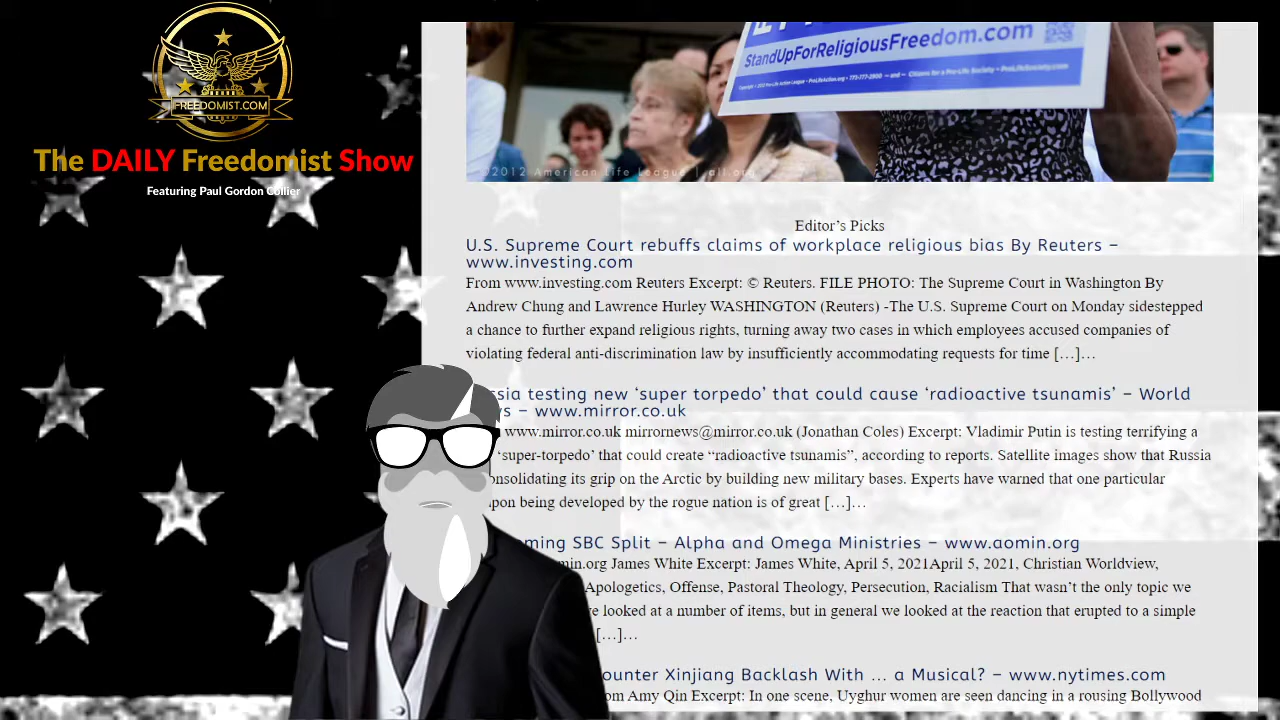 FREEDOMIST.COM
The DAILY Freedomist Show
Featuring Paul Gordon Collier
StandUpForReligiousFreedom.com
©2012 American Life League | all.org
Editor's Picks
U.S. Supreme Court rebuffs claims of workplace religious bias By Reuters –
www.investing.com
From www.investing.com Reuters Excerpt: © Reuters. FILE PHOTO: The Supreme Court in Washington By
Andrew Chung and Lawrence Hurley WASHINGTON (Reuters) -The U.S. Supreme Court on Monday sidestepped
a chance to further expand religious rights, turning away two cases in which employees accused companies of
violating federal anti-discrimination law by insufficiently accommodating requests for time […]…
sia testing new ‘super torpedo’ that could cause ‘radioactive tsunamis’ – World
s – www.mirror.co.uk
www.mirror.co.uk mirrornews@mirror.co.uk (Jonathan Coles) Excerpt: Vladimir Putin is testing terrifying a
‘super-torpedo’ that could create “radioactive tsunamis”, according to reports. Satellite images show that Russia
onsolidating its grip on the Arctic by building new military bases. Experts have warned that one particular
pon being developed by the rogue nation is of great […]…
ming SBC Split – Alpha and Omega Ministries – www.aomin.org
min.org James White Excerpt: James White, April 5, 2021April 5, 2021, Christian Worldview,
Apologetics, Offense, Pastoral Theology, Persecution, Racialism That wasn’t the only topic we
e looked at a number of items, but in general we looked at the reaction that erupted to a simple
[…]…
ounter Xinjiang Backlash With … a Musical? – www.nytimes.com
om Amy Qin Excerpt: In one scene, Uyghur women are seen dancing in a rousing Bollywood